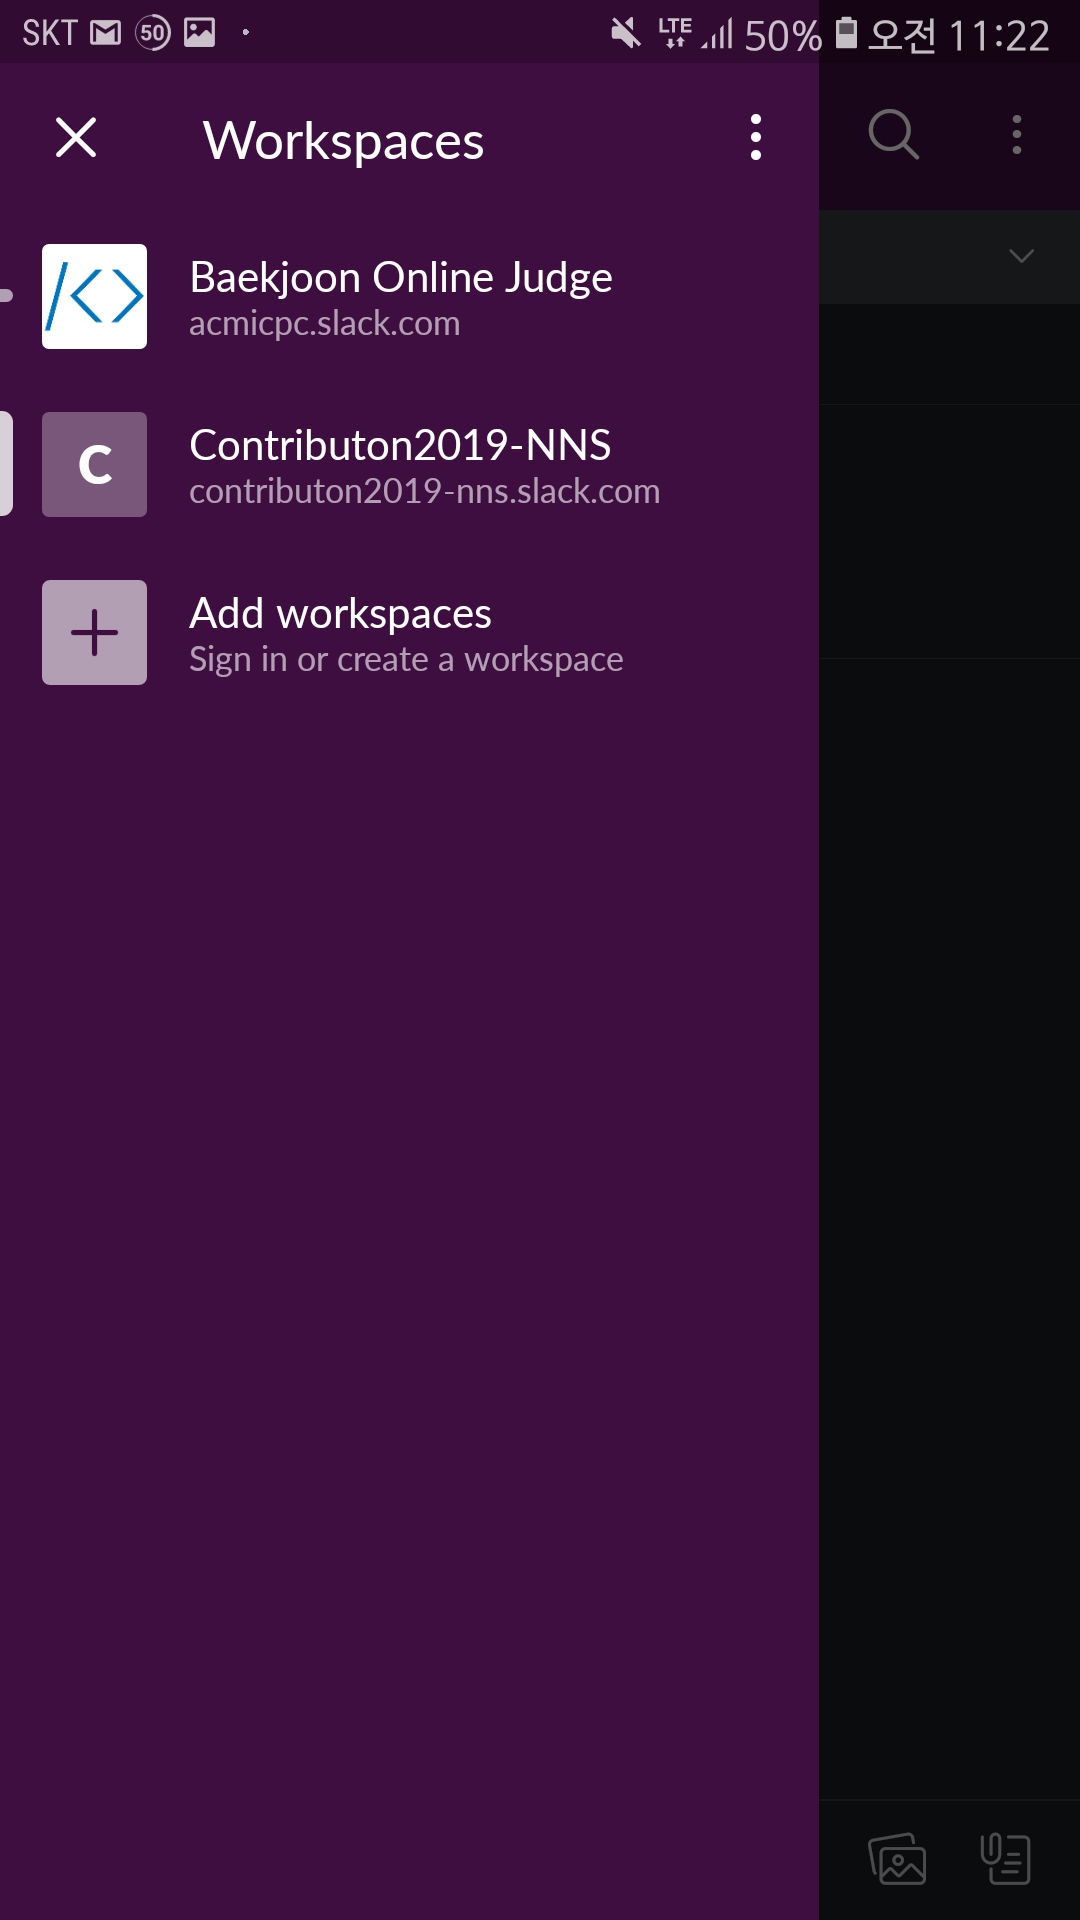 SKT 50 LTE 50% 오전 11:22
Workspaces
/<>
Baekjoon Online Judge
acmicpc.slack.com
C
Contributon2019-NNS
contributon2019-nns.slack.com
Add workspaces
Sign in or create a workspace